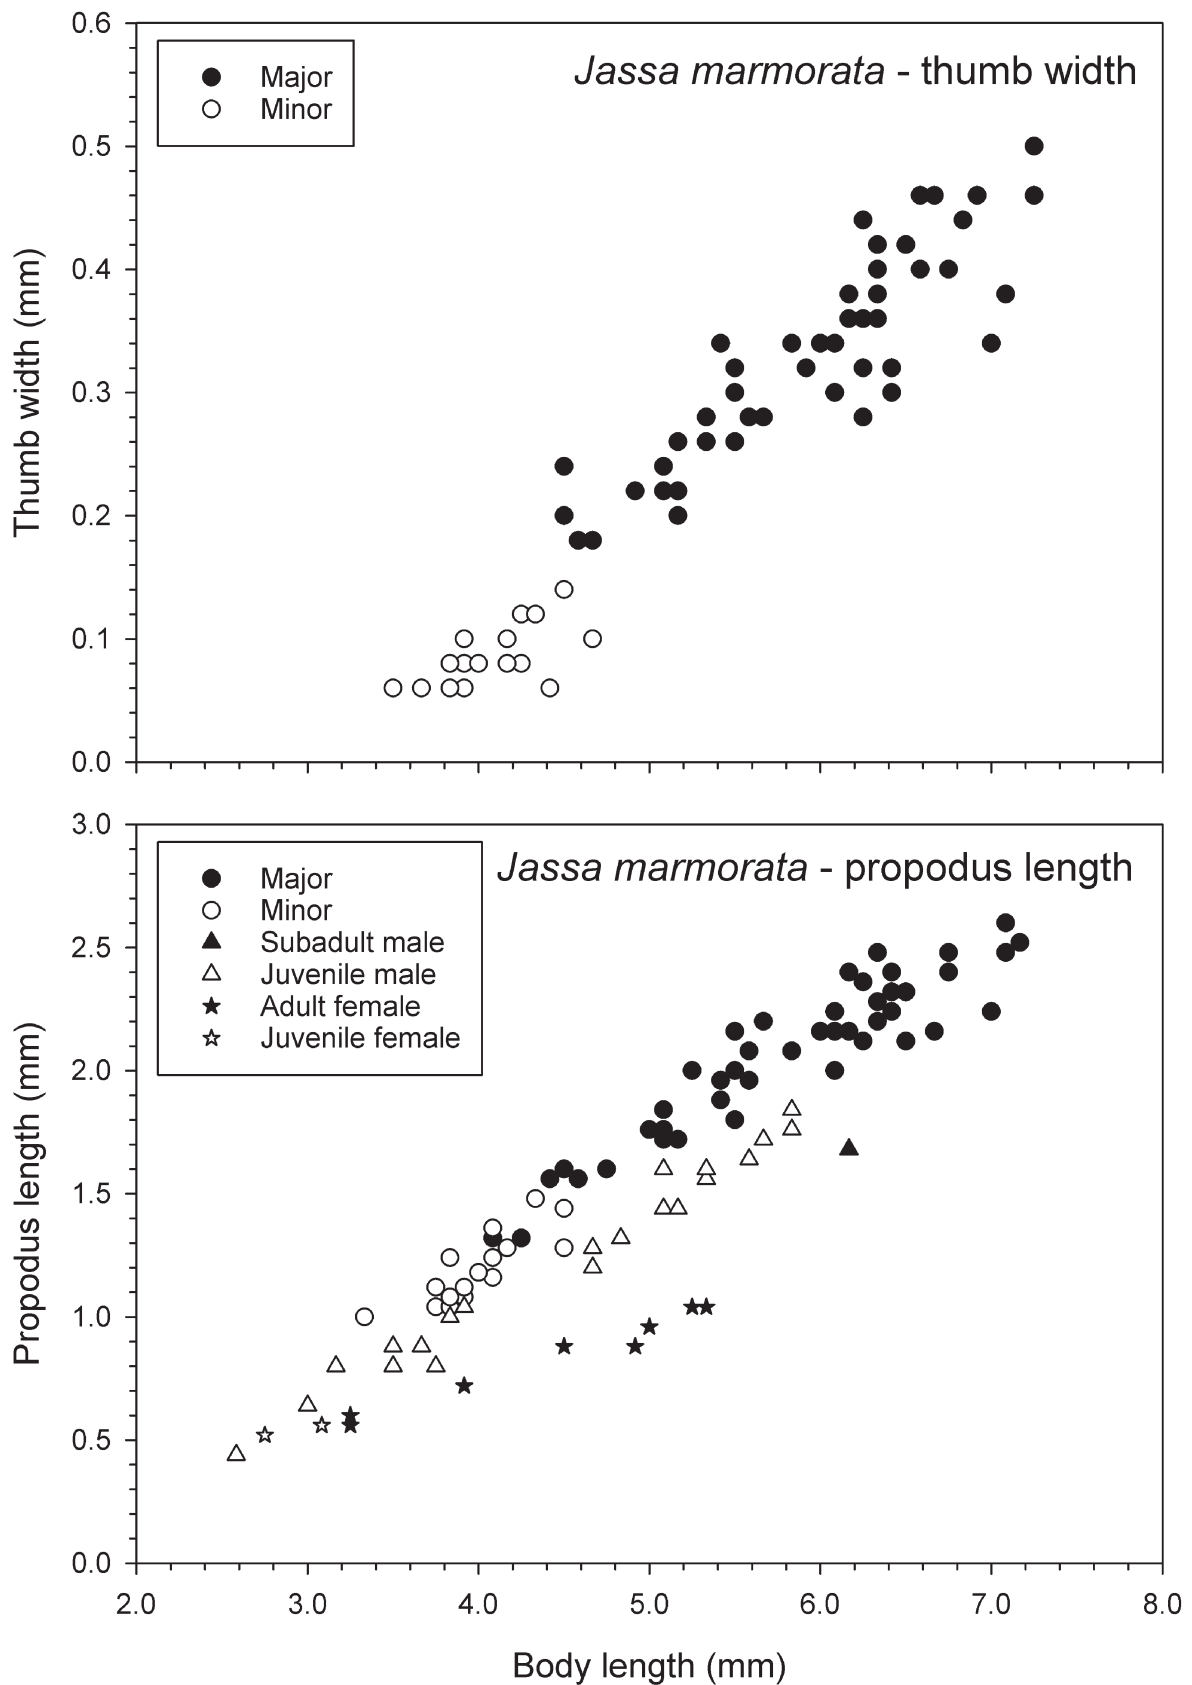 0.6
Major
Minor
Jassa marmorata - thumb width
0.5
0.4
0.3
0.2
0.1
0.0
Thumb width (mm)
3.0
Major
Minor
Subadult male
Juvenile male
Adult female
Juvenile female
Jassa marmorata - propodus length
2.5
2.0
1.5
1.0
0.5
0.0
Propodus length (mm)
2.0 3.0 4.0 5.0 6.0 7.0 8.0
Body length (mm)